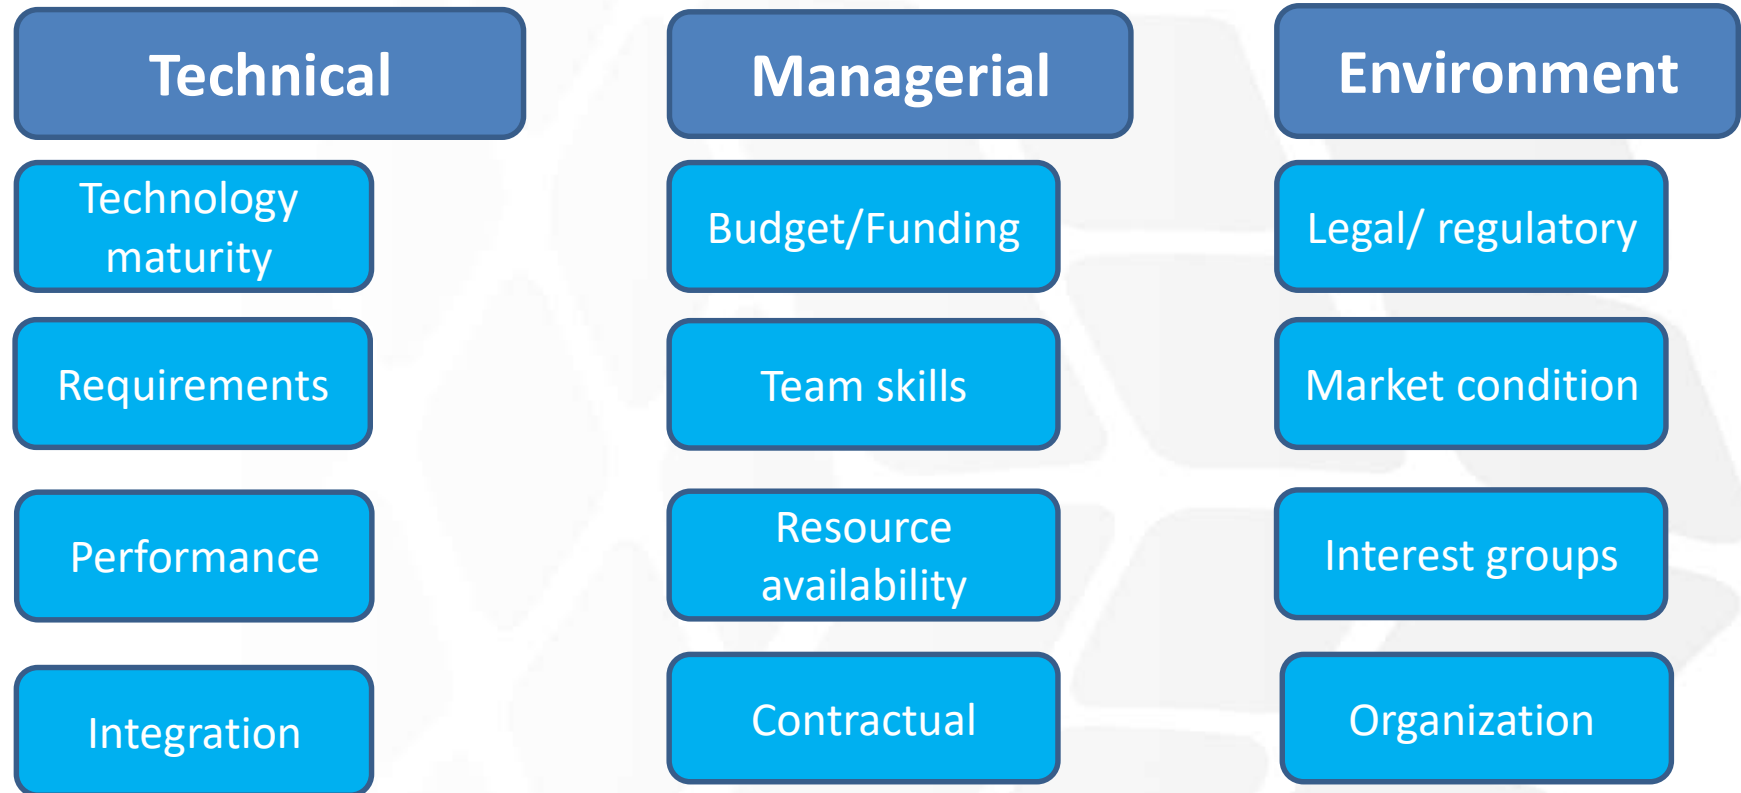 Technical
Technology
maturity
Requirements
Performance
Integration
Managerial
Budget/Funding
Team skills
Resource
availability
Contractual
Environment
Legal/ regulatory
Market condition
Interest groups
Organization